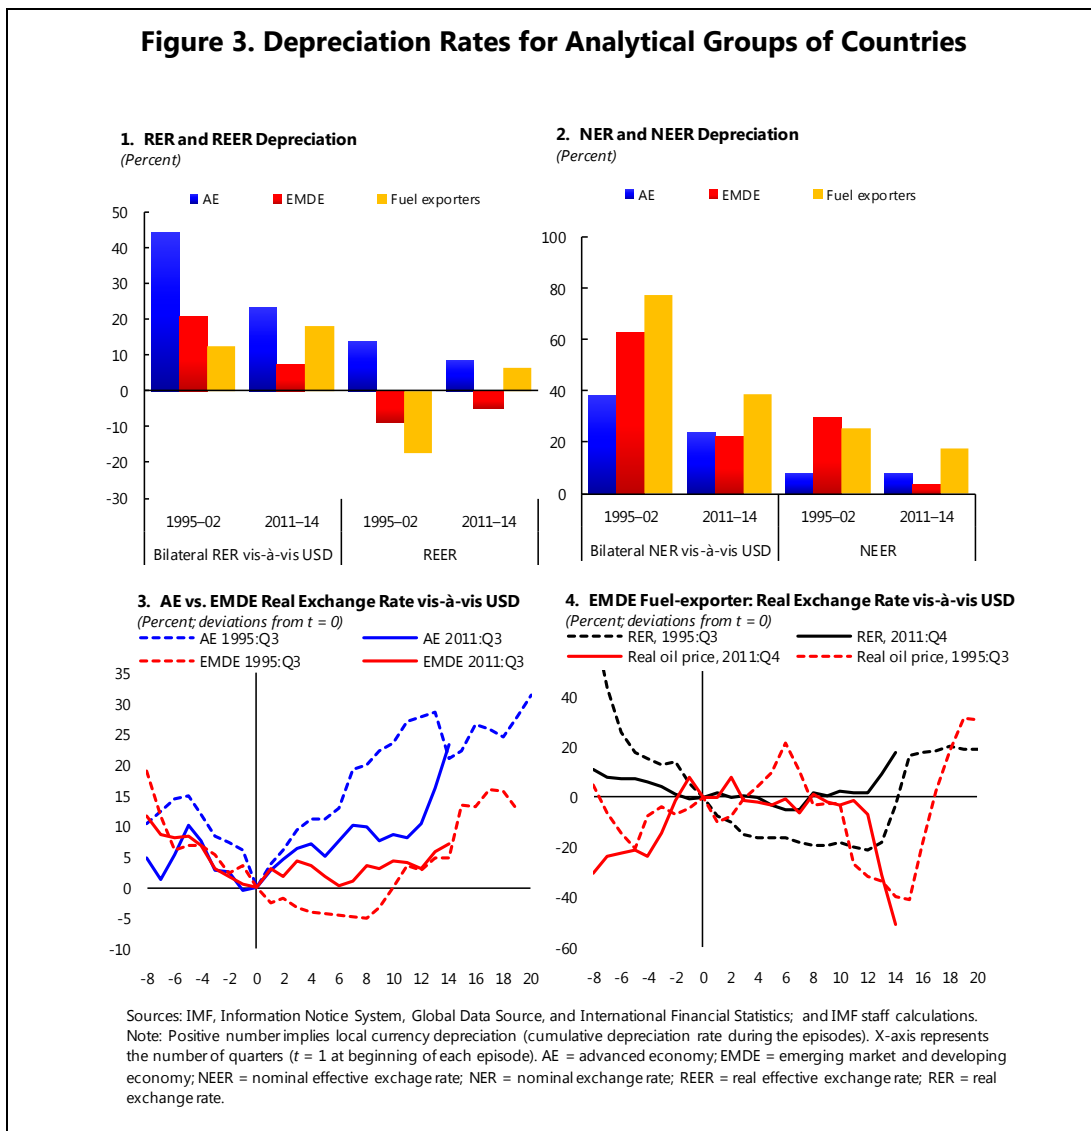 Figure 3. Depreciation Rates for Analytical Groups of Countries
1. RER and REER Depreciation
(Percent)
AE EMDE Fuel exporters
50
40
30
20
10
0
-10
-20
-30
1995–02 2011–14 1995–02 2011–14
Bilateral RER vis-à-vis USD REER
2. NER and NEER Depreciation
(Percent)
AE EMDE Fuel exporters
100
80
60
40
20
0
1995–02 2011–14 1995–02 2011–14
Bilateral NER vis-à-vis USD NEER
3. AE vs. EMDE Real Exchange Rate vis-à-vis USD
(Percent; deviations from t = 0)
AE 1995:Q3 AE 2011:Q3
EMDE 1995:Q3 EMDE 2011:Q3
35
30
25
20
15
10
5
0
-5
-10
-8 -6 -4 -2 0 2 4 6 8 10 12 14 16 18 20
4. EMDE Fuel-exporter: Real Exchange Rate vis-à-vis USD
(Percent; deviations from t = 0)
RER, 1995:Q3 RER, 2011:Q4
Real oil price, 2011:Q4 Real oil price, 1995:Q3
40
20
0
-20
-40
-60
-8 -6 -4 -2 0 2 4 6 8 10 12 14 16 18 20
Sources: IMF, Information Notice System, Global Data Source, and International Financial Statistics; and IMF staff calculations.
Note: Positive number implies local currency depreciation (cumulative depreciation rate during the episodes). X-axis represents
the number of quarters (t = 1 at beginning of each episode). AE = advanced economy; EMDE = emerging market and developing
economy; NEER = nominal effective exchage rate; NER = nominal exchange rate; REER = real effective exchange rate; RER = real
exchange rate.